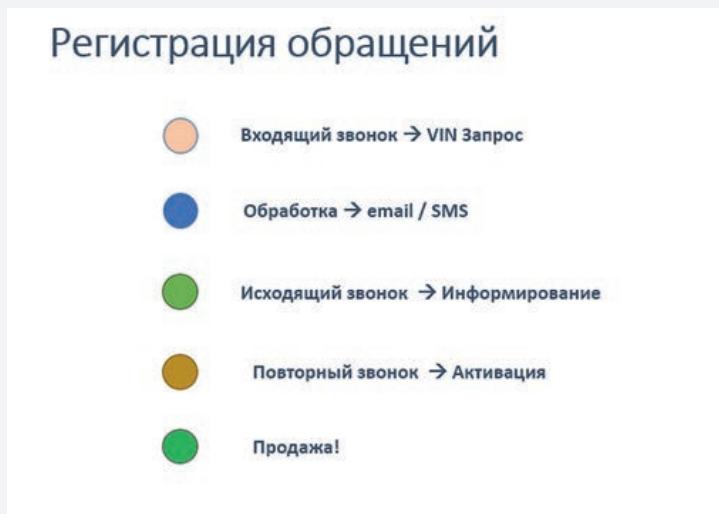 Регистрация обращений
Входящий звонок → VIN Запрос
Обработка → email / SMS
Исходящий звонок → Информирование
Повторный звонок → Активация
Продажа!